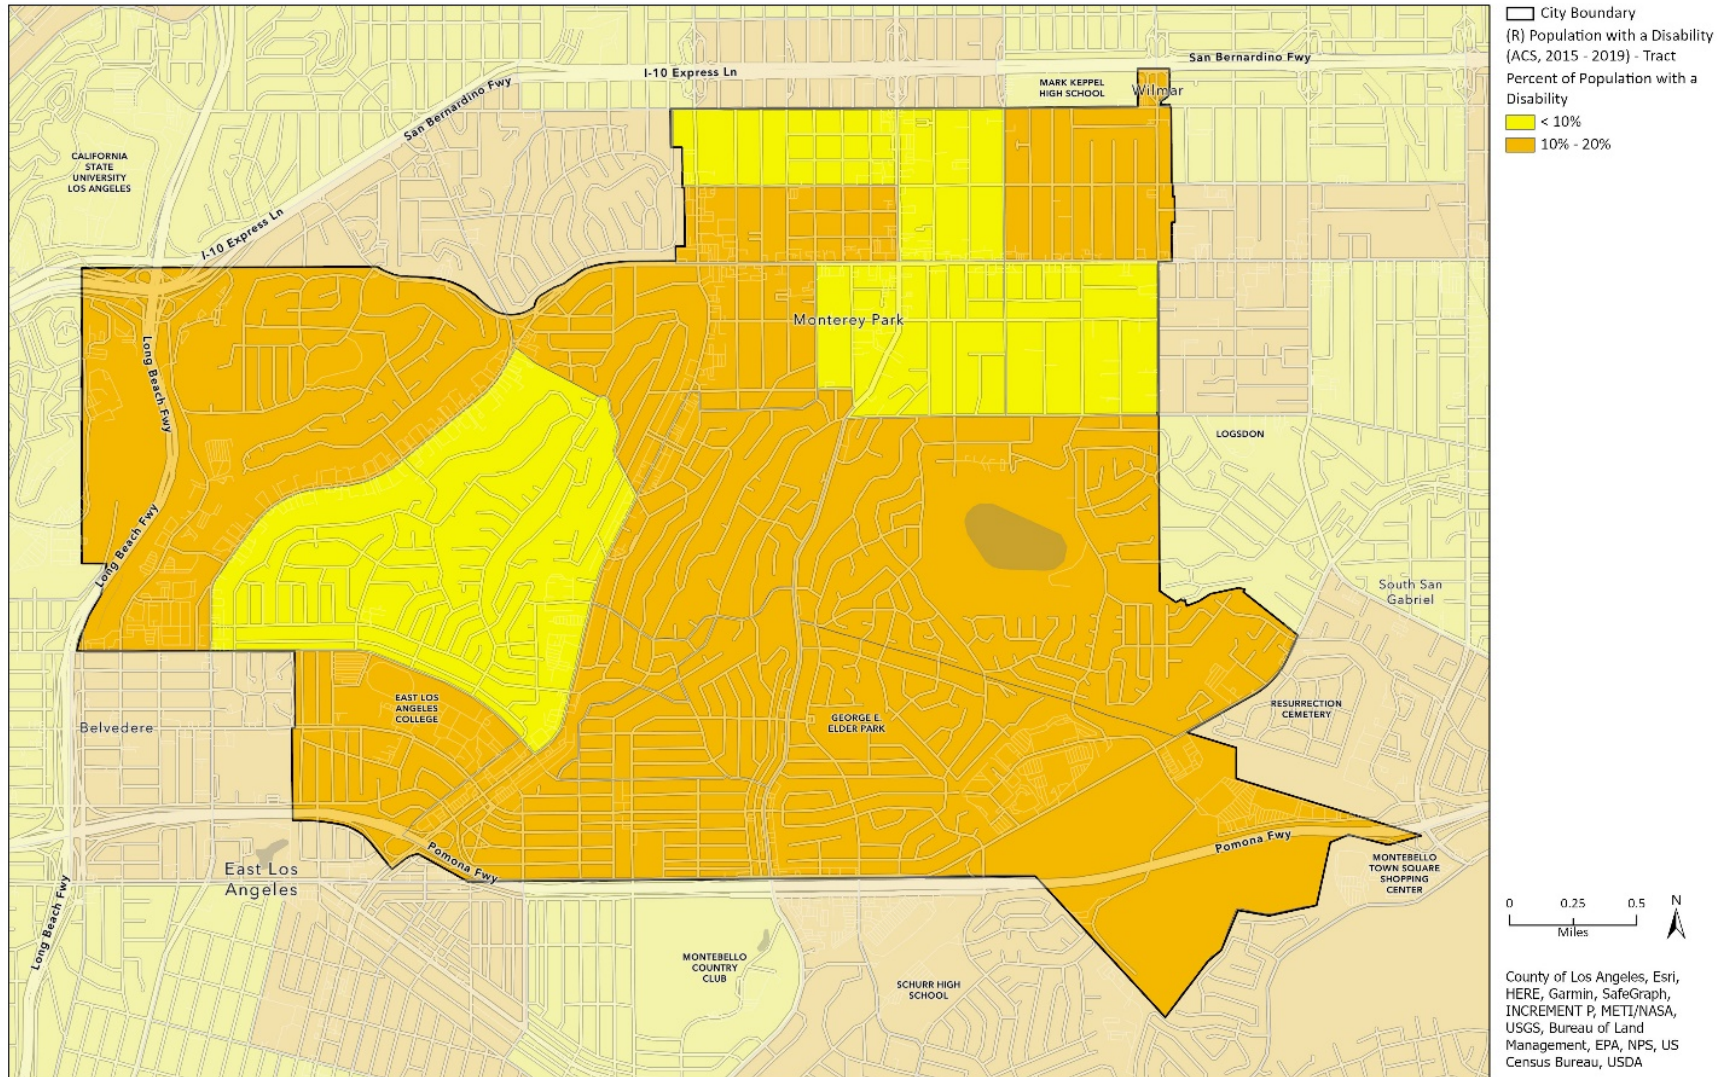 City Boundary
(R) Population with a Disability
(ACS, 2015 - 2019) - Tract
Percent of Population with a
Disability
< 10%
10% - 20%
San Bernardino Fwy
I-10 Express Ln
MARK KEPPEL
HIGH SCHOOL
Wilmar
San Bernardino Fwy
CALIFORNIA
STATE
UNIVERSITY
LOS ANGELES
I-10 Express Ln
Monterey Park
Long Beach Fwy
LOGSDON
Long Beach Fwy
South San
Gabriel
EAST LOS
ANGELES
COLLEGE
RESURRECTION
CEMETERY
GEORGE E.
ELDER PARK
Belvedere
Pomona Fwy
Pomona Fwy
East Los
Angeles
MONTEBELLO
TOWN SQUARE
SHOPPING
CENTER
Long Beach Fwy
MONTEBELLO
COUNTRY
CLUB
SCHURR HIGH
SCHOOL
0 0.25 0.5
Miles
N
County of Los Angeles, Esri,
HERE, Garmin, SafeGraph,
INCREMENT P, METI/NASA,
USGS, Bureau of Land
Management, EPA, NPS, US
Census Bureau, USDA